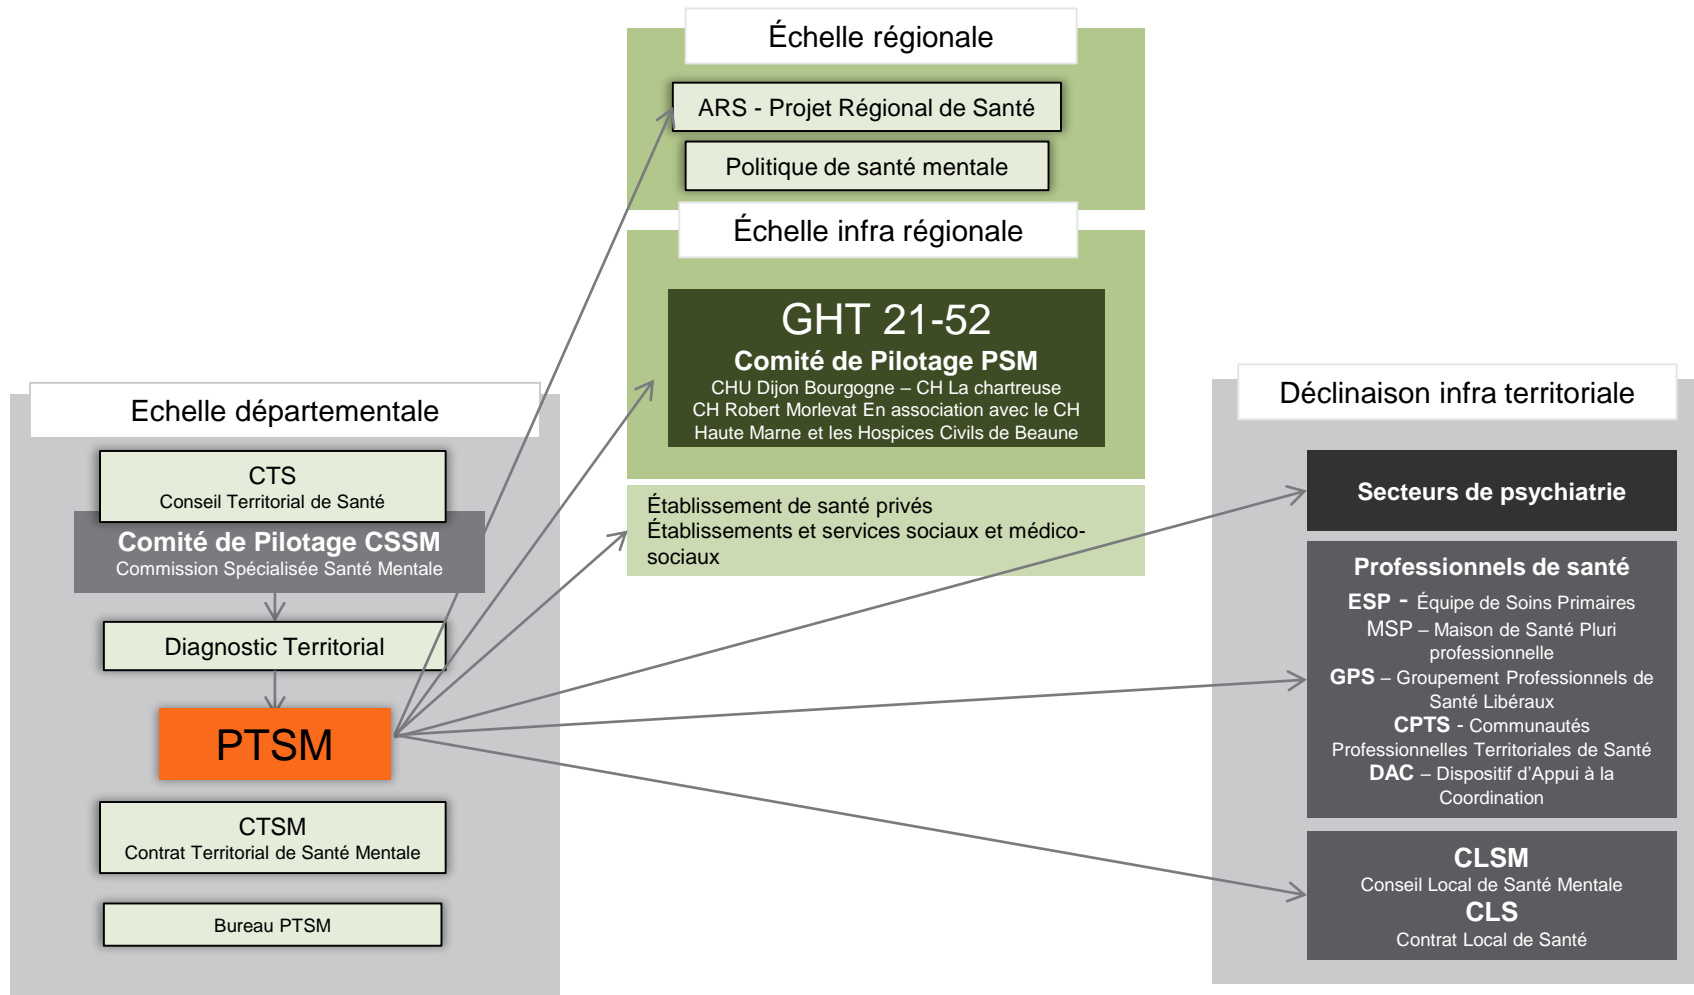 Échelle régionale
ARS - Projet Régional de Santé
Politique de santé mentale
Échelle infra régionale
GHT 21-52
Comité de Pilotage PSM
CHU Dijon Bourgogne – CH La chartreuse
CH Robert Morlevat En association avec le CH
Haute Marne et les Hospices Civils de Beaune
Établissement de santé privés
Établissements et services sociaux et médico-
sociaux
Echelle départementale
CTS
Conseil Territorial de Santé
Comité de Pilotage CSSM
Commission Spécialisée Santé Mentale
Diagnostic Territorial
PTSM
CTSM
Contrat Territorial de Santé Mentale
Bureau PTSM
Déclinaison infra territoriale
Secteurs de psychiatrie
Professionnels de santé
ESP - Équipe de Soins Primaires
MSP – Maison de Santé Pluri
professionnelle
GPS – Groupement Professionnels de
Santé Libéraux
CPTS - Communautés
Professionnelles Territoriales de Santé
DAC – Dispositif d'Appui à la
Coordination
CLSM
Conseil Local de Santé Mentale
CLS
Contrat Local de Santé